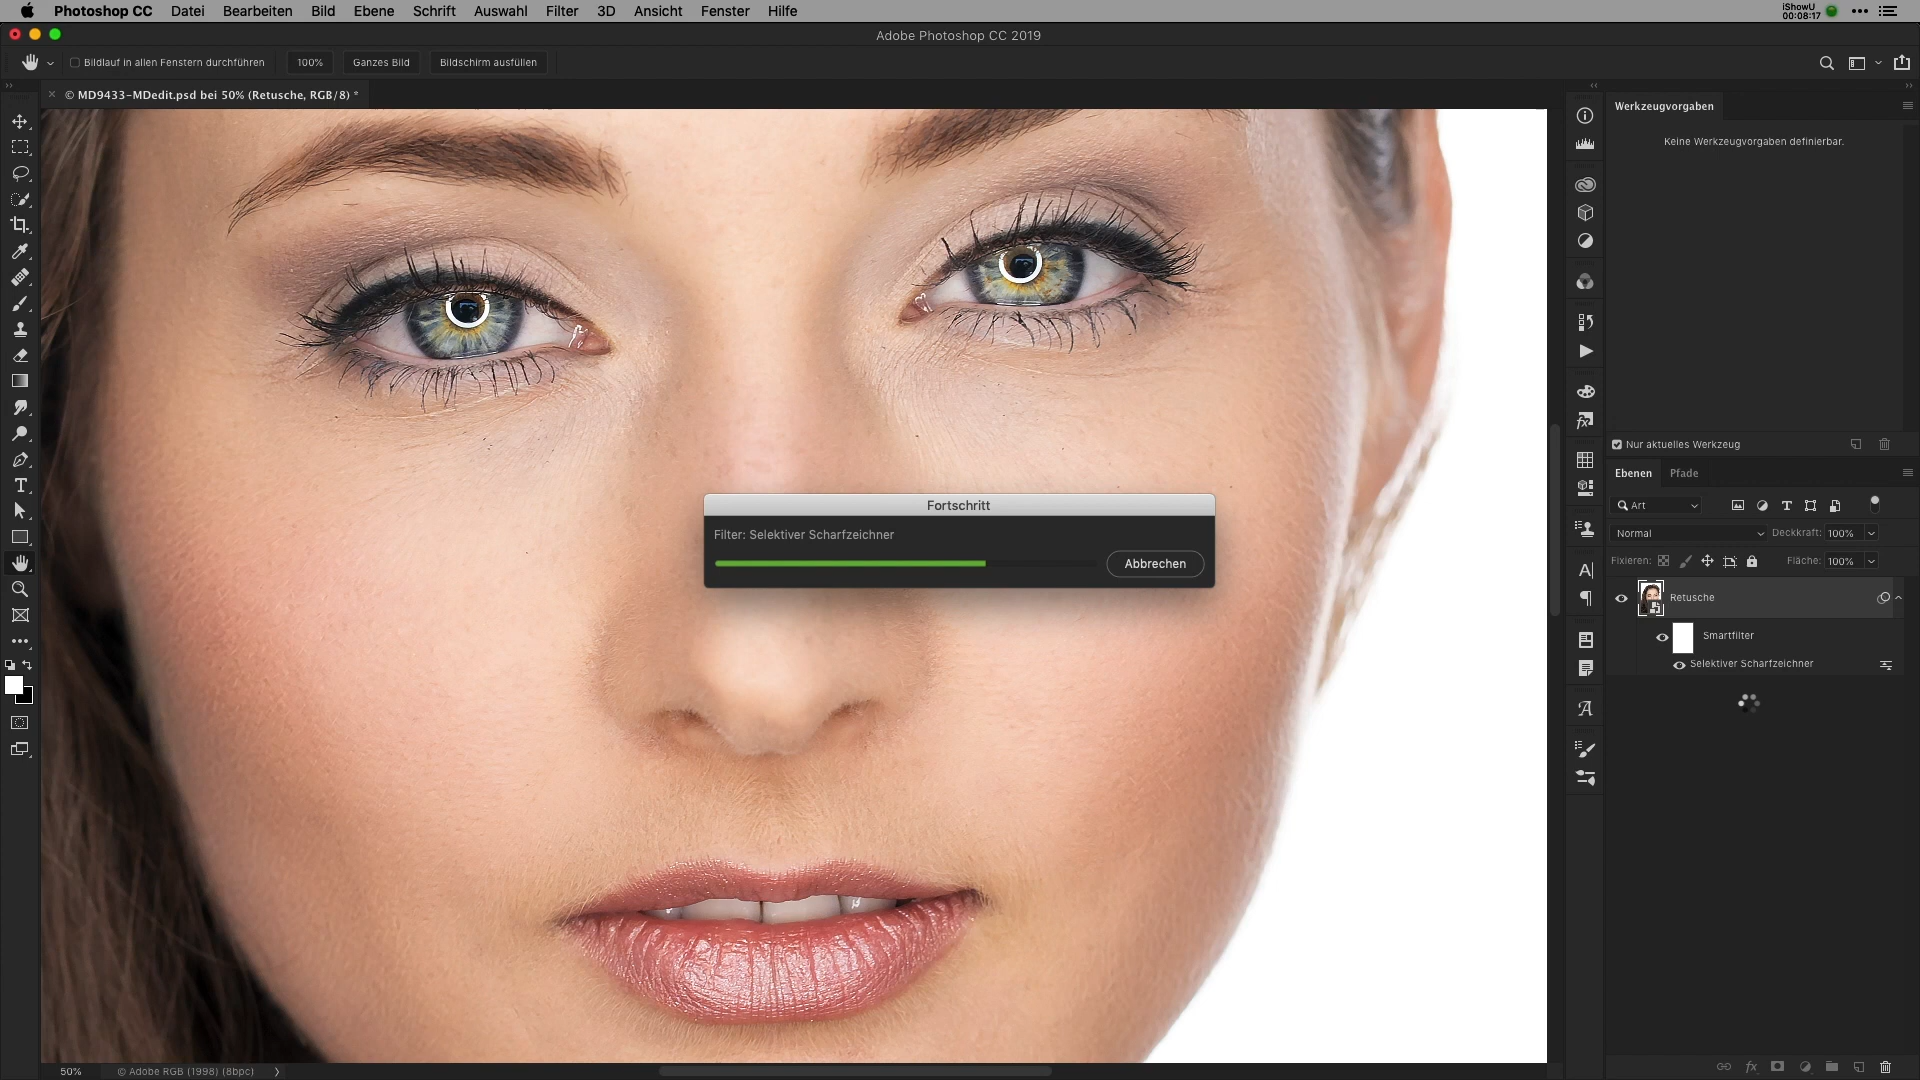 Photoshop CC Datei Bearbeiten Bild Ebene Schrift Auswahl Filter 3D Ansicht Fenster Hilfe
iShowU
00:08:17
Adobe Photoshop CC 2019
Bildlauf in allen Fenstern durchführen 100% Ganzes Bild Bildschirm ausfüllen
© MD9433-MDedit.psd bei 50% (Retusche, RGB/8) *
Werkzeugvorgaben
Keine Werkzeugvorgaben definierbar.
Nur aktuelles Werkzeug
Ebenen Pfade
Art
Normal Deckkraft: 100%
Fixieren: Fläche: 100%
Retusche
Smartfilter
Selektiver Scharfzeichner
Fortschritt
Filter: Selektiver Scharfzeichner
Abbrechen
50% © Adobe RGB (1998) (8bpc)